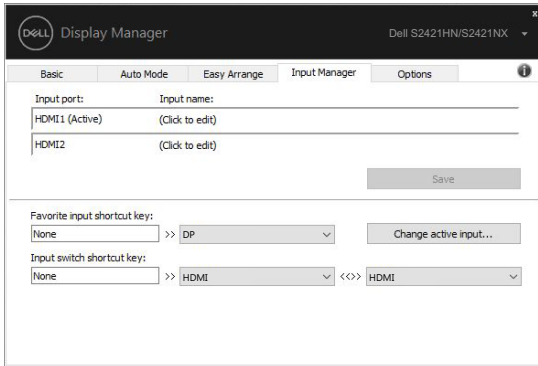 x
DELL Display Manager Dell S2421HN/S2421NX
Basic Auto Mode Easy Arrange Input Manager Options
Input port: Input name:
HDMI1 (Active) (Click to edit)
HDMI2 (Click to edit)
Save
Favorite input shortcut key:
None >> DP Change active input...
Input switch shortcut key:
None >> HDMI <<>> HDMI